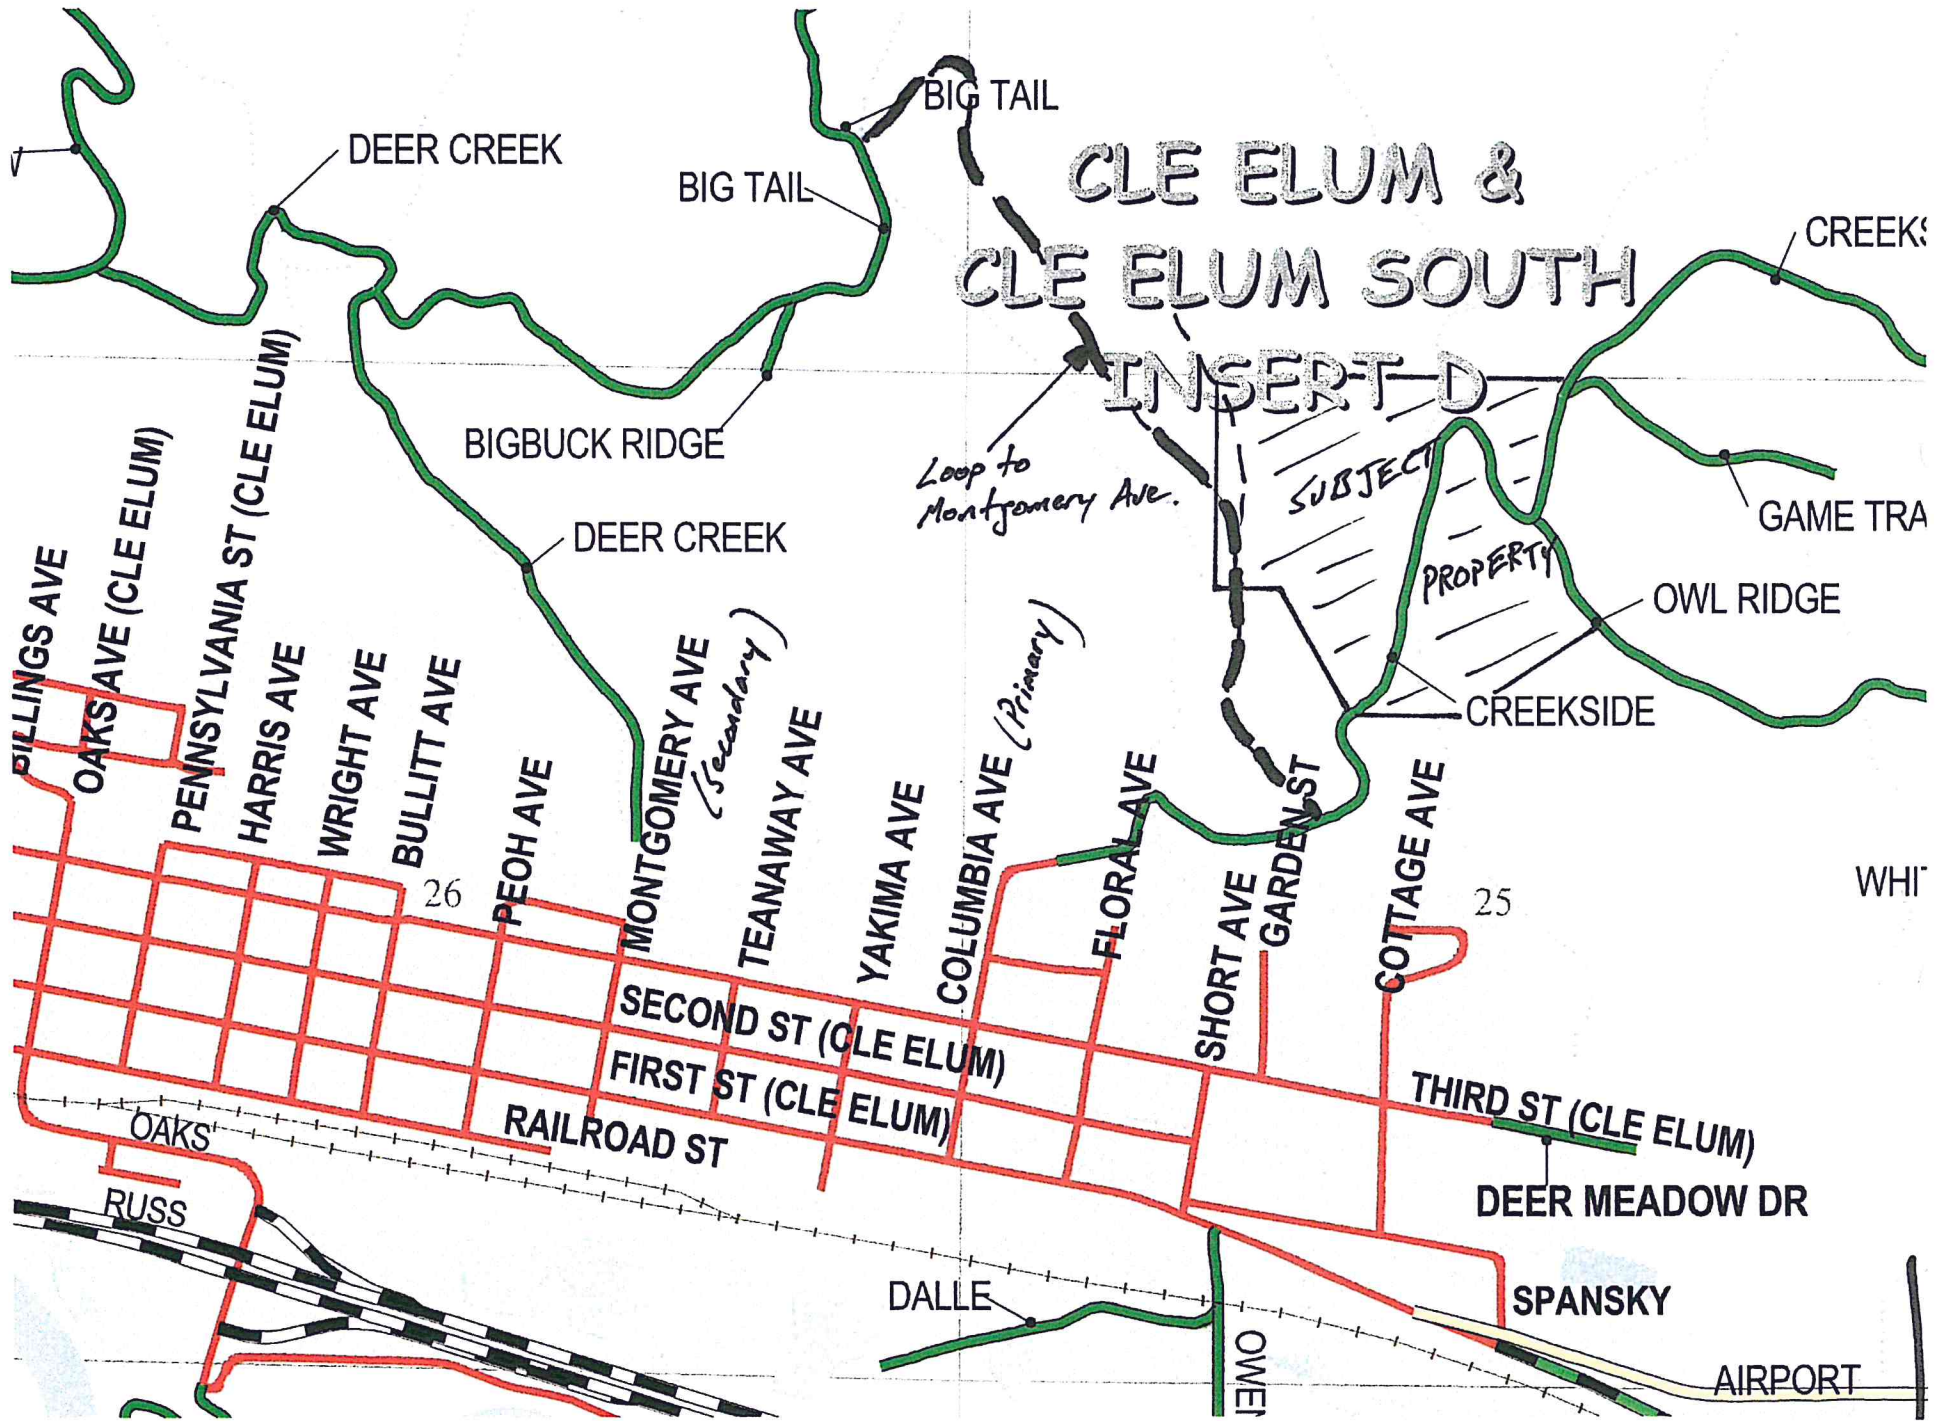 BIG TAIL
DEER CREEK
BIG TAIL
CLE ELUM &
CLE ELUM SOUTH
INSERT D
CREEKS
BIGBUCK RIDGE
Loop to
Montgomery Ave.
SUBJECT
PROPERTY
GAME TRA
DEER CREEK
OWL RIDGE
CREEKSIDE
BILLINGS AVE
OAKS AVE (CLE ELUM)
PENNSYLVANIA ST (CLE ELUM)
HARRIS AVE
WRIGHT AVE
BULLITT AVE
PEOH AVE
MONTGOMERY AVE
(Secondary)
TEANAWAY AVE
YAKIMA AVE
COLUMBIA AVE (Primary)
FLORAL AVE
SHORT AVE
GARDEN ST
COTTAGE AVE
26
25
WHI
SECOND ST (CLE ELUM)
FIRST ST (CLE ELUM)
RAILROAD ST
THIRD ST (CLE ELUM)
DEER MEADOW DR
OAKS
RUSS
DALLE
OWE
SPANSKY
AIRPORT